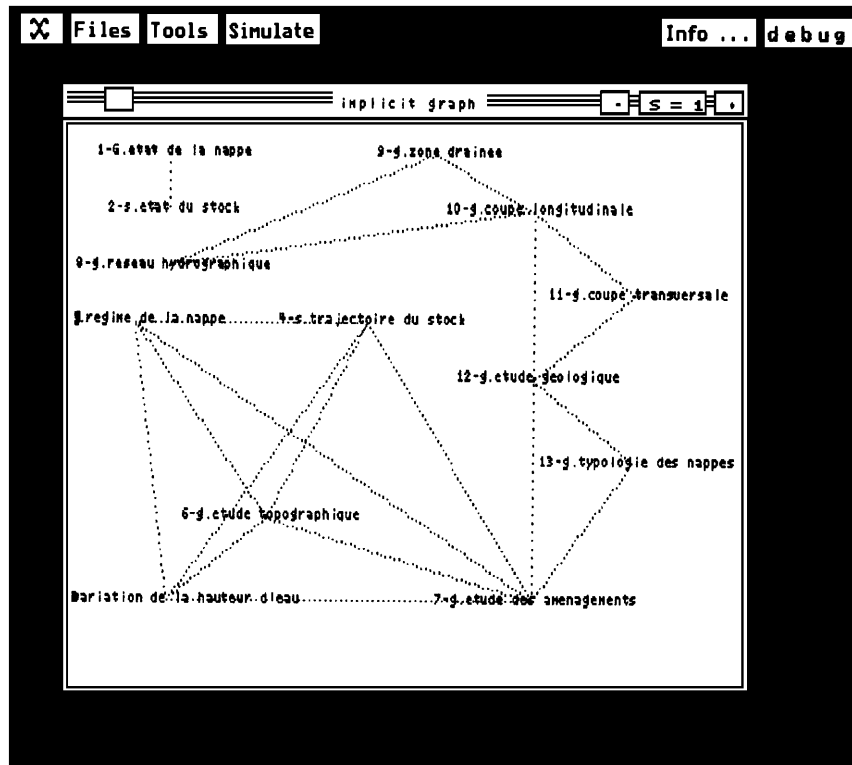 X Files Tools Simulate Info ... debug
implicit graph - S = 1 +
1-G.etat de la nappe 9-g.zone drainee
2-s.etat du stock 10-g.coupe longitudinale
8-g.reseau hydrographique
11-g.coupe transversale
g.regime de la nappe 4-s.trajectoire du stock
12-g.etude geologique
13-g.typologie des nappes
6-g.etude topographique
variation de la hauteur d'eau 7-g.etude des amenagements